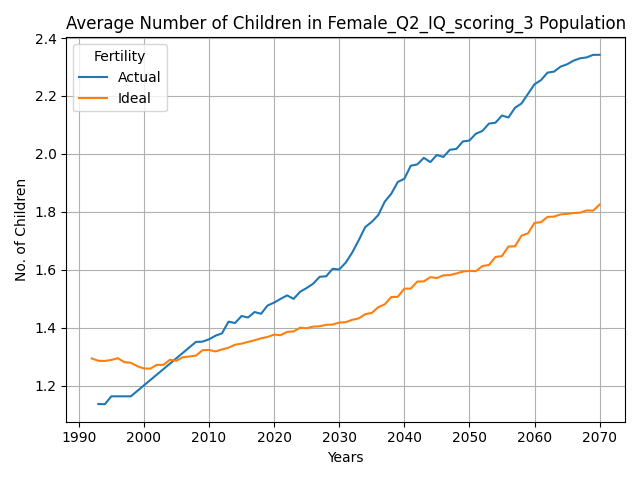 Average Number of Children in Female_Q2_IQ_scoring_3 Population
Fertility
Actual
Ideal
No. of Children
2.4
2.2
2.0
1.8
1.6
1.4
1.2
1990 2000 2010 2020 2030 2040 2050 2060 2070
Years